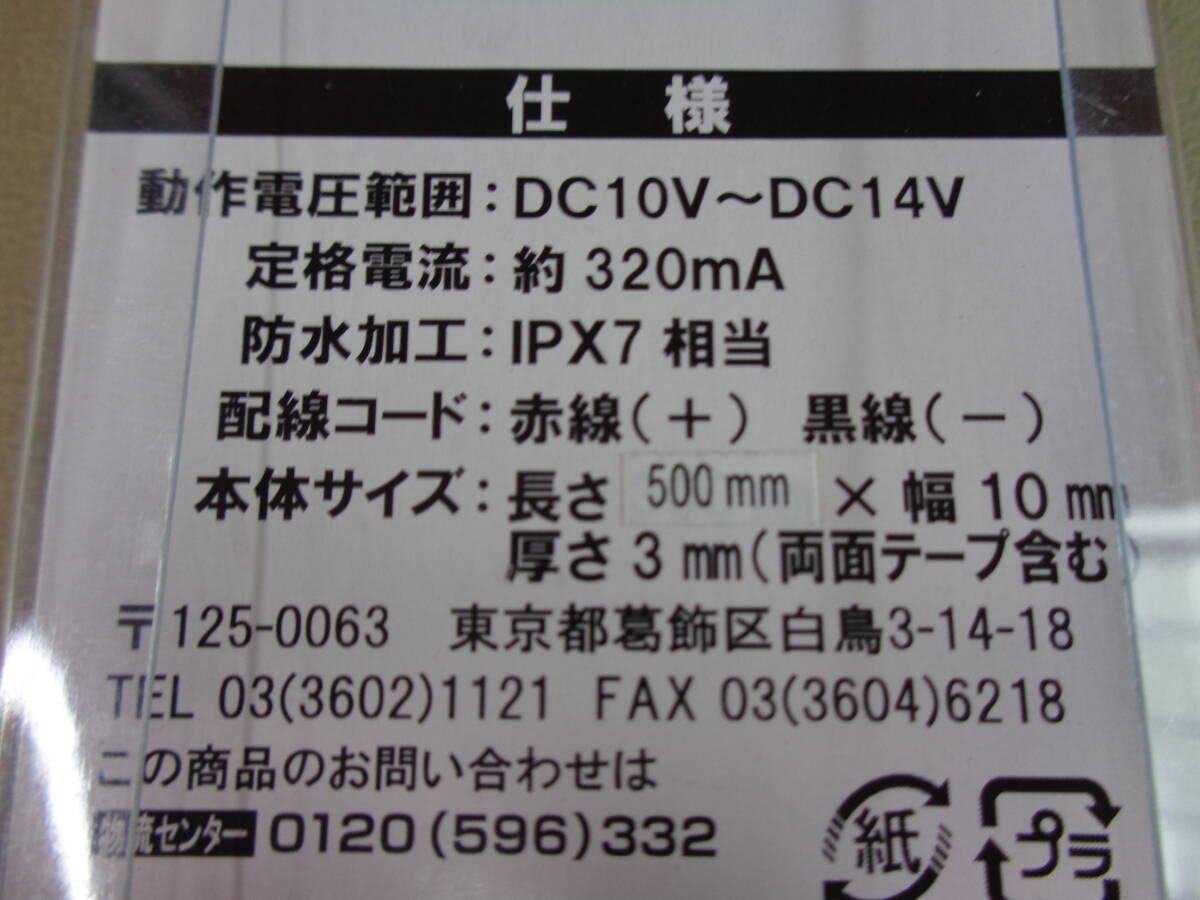 仕 様
動作電圧範囲：DC10V～DC14V
定格電流：約 320mA
防水加工：IPX7 相当
配線コード：赤線（＋） 黒線（－）
本体サイズ：長さ 500mm × 幅 10 mm
厚さ 3 mm（両面テープ含む
〒125-0063 東京都葛飾区白鳥3-14-18
TEL 03(3602)1121 FAX 03(3604)6218
この商品のお問い合わせは
物流センター 0120(596)332
紙 プラ